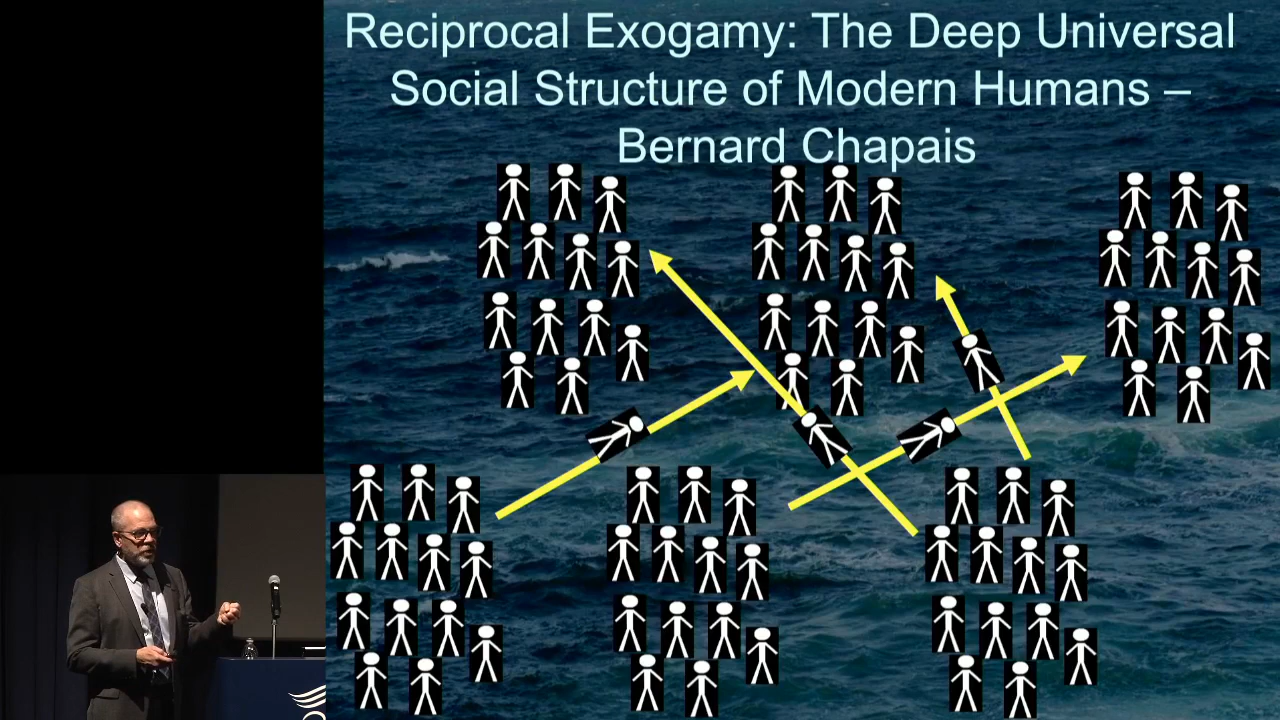 Reciprocal Exogamy: The Deep Universal
Social Structure of Modern Humans –
Bernard Chapais